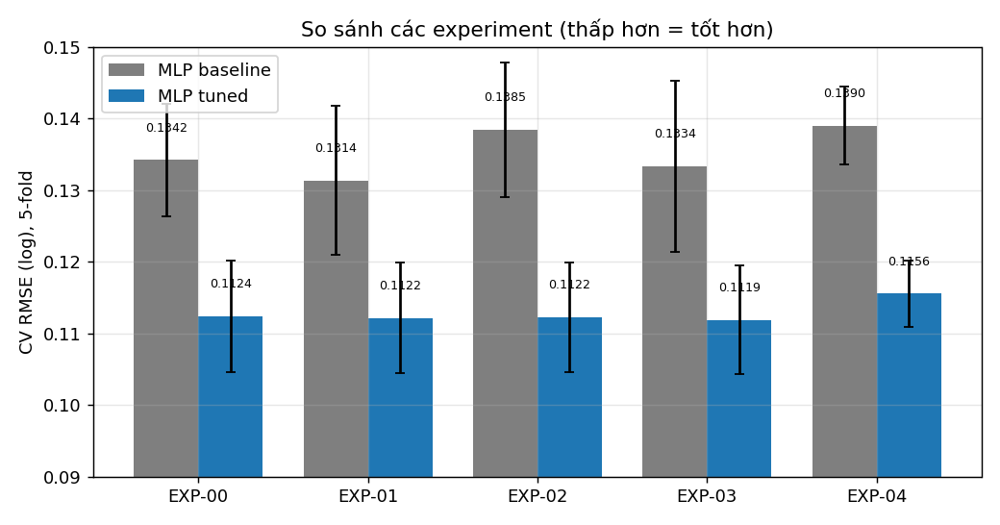 So sánh các experiment (thấp hơn = tốt hơn)
MLP baseline
MLP tuned
CV RMSE (log), 5-fold
0.15
0.14
0.13
0.12
0.11
0.10
0.09
0.1342
0.1124
0.1314
0.1122
0.1385
0.1122
0.1334
0.1119
0.1390
0.1156
EXP-00
EXP-01
EXP-02
EXP-03
EXP-04